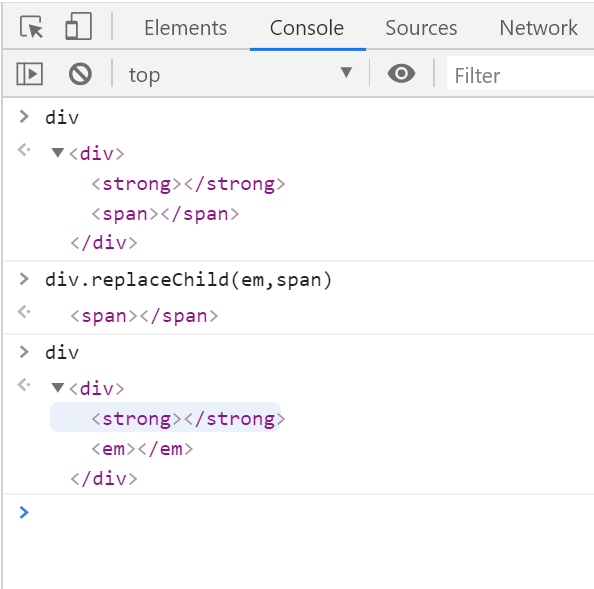 Elements Console Sources Network
top Filter
div
<div>
<strong></strong>
<span></span>
</div>
div.replaceChild(em,span)
<span></span>
div
<div>
<strong></strong>
<em></em>
</div>